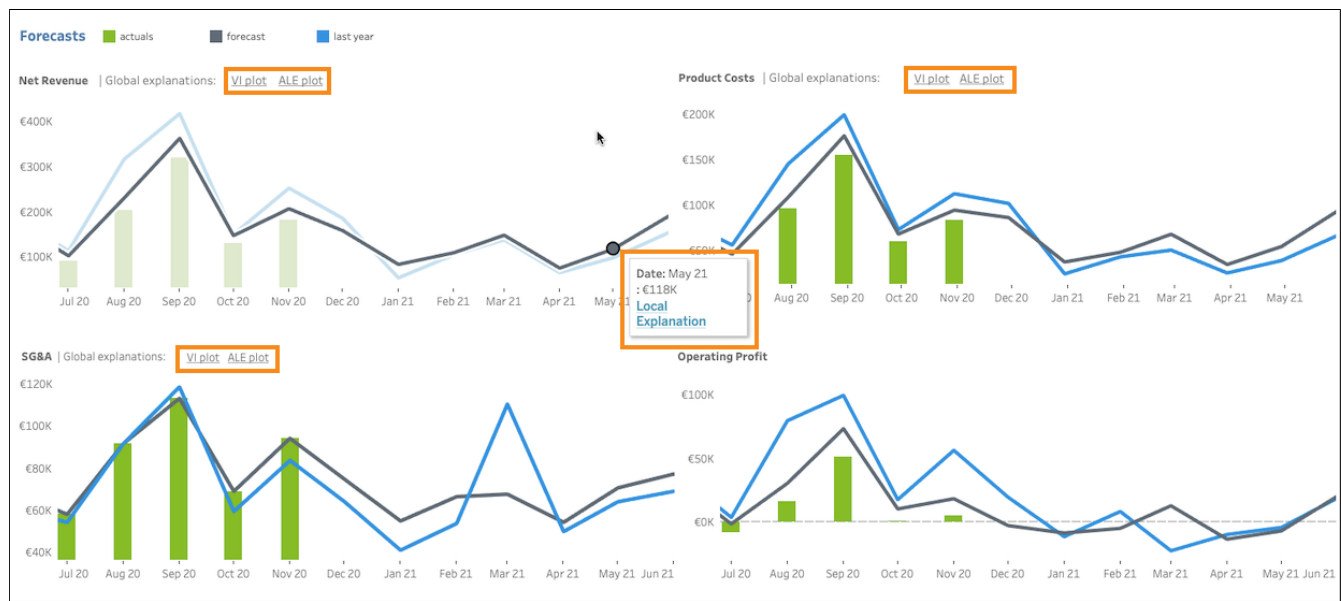 Forecasts actuals forecast last year
Net Revenue | Global explanations: VI plot ALE plot
€400K
€300K
€200K
€100K
Jul 20 Aug 20 Sep 20 Oct 20 Nov 20 Dec 20 Jan 21 Feb 21 Mar 21 Apr 21 May
Date: May 21
: €118K
Local
Explanation
Product Costs | Global explanations: VI plot ALE plot
€200K
€150K
€100K
Aug 20 Sep 20 Oct 20 Nov 20 Dec 20 Jan 21 Feb 21 Mar 21 Apr 21 May 21
SG&A | Global explanations: VI plot ALE plot
€120K
€100K
€80K
€60K
€40K
Jul 20 Aug 20 Sep 20 Oct 20 Nov 20 Dec 20 Jan 21 Feb 21 Mar 21 Apr 21 May 21 Jun 21
Operating Profit
€100K
€50K
€0K
Jul 20 Aug 20 Sep 20 Oct 20 Nov 20 Dec 20 Jan 21 Feb 21 Mar 21 Apr 21 May 21 Jun 21